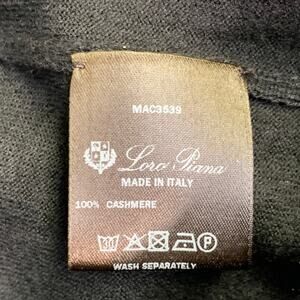 MAC3539
Loro Piana
MADE IN ITALY
100% CASHMERE
P
WASH SEPARATELY